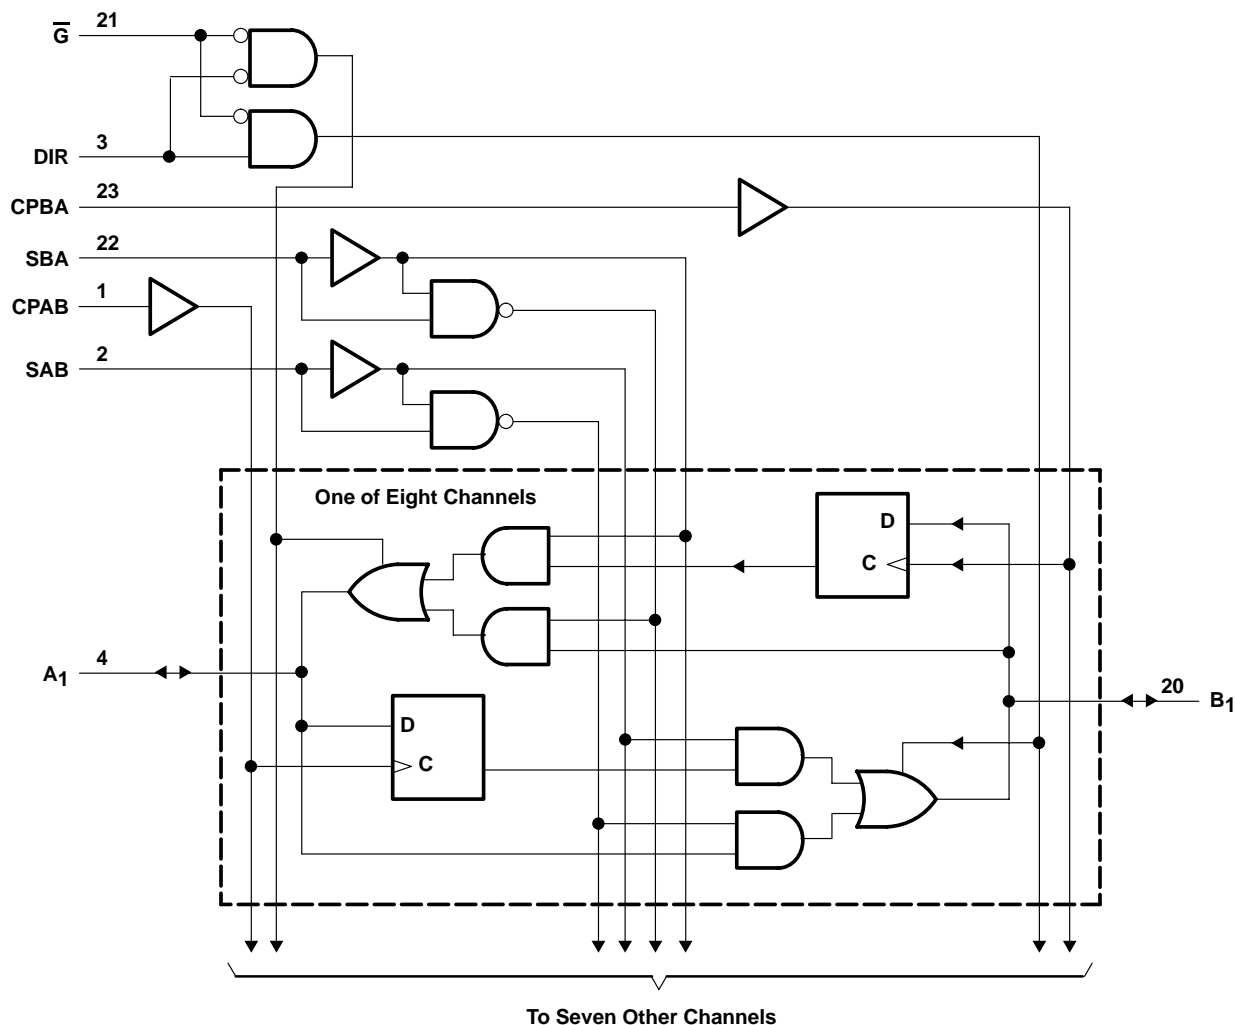 G̅ 21
DIR 3
CPBA 23
SBA 22
CPAB 1
SAB 2
One of Eight Channels
D
C
A1 4
20 B1
D
C
To Seven Other Channels